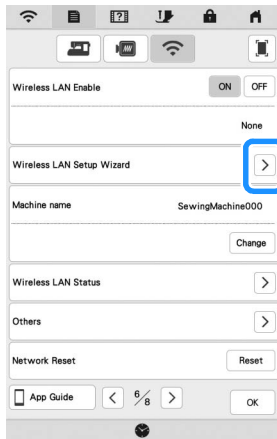 Wireless LAN Enable ON OFF
None
Wireless LAN Setup Wizard >
Machine name SewingMachine000
Change
Wireless LAN Status >
Others >
Network Reset Reset
App Guide < 6/8 > OK